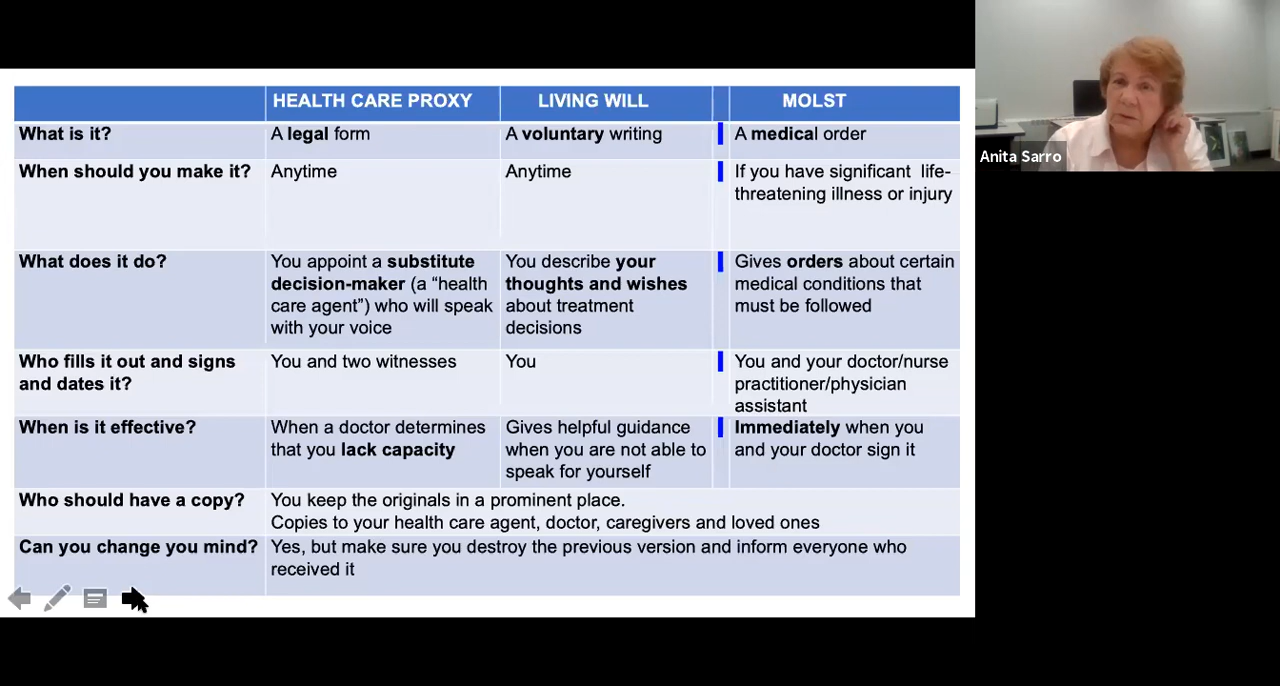 HEALTH CARE PROXY LIVING WILL MOLST
What is it? A legal form A voluntary writing A medical order
When should you make it? Anytime Anytime If you have significant life-
threatening illness or injury
What does it do? You appoint a substitute You describe your Gives orders about certain
decision-maker (a “health thoughts and wishes medical conditions that
care agent”) who will speak about treatment must be followed
with your voice decisions
Who fills it out and signs You and two witnesses You You and your doctor/nurse
and dates it? practitioner/physician
assistant
When is it effective? When a doctor determines Gives helpful guidance Immediately when you
that you lack capacity when you are not able to and your doctor sign it
speak for yourself
Who should have a copy? You keep the originals in a prominent place.
Copies to your health care agent, doctor, caregivers and loved ones
Can you change you mind? Yes, but make sure you destroy the previous version and inform everyone who
received it
Anita Sarro